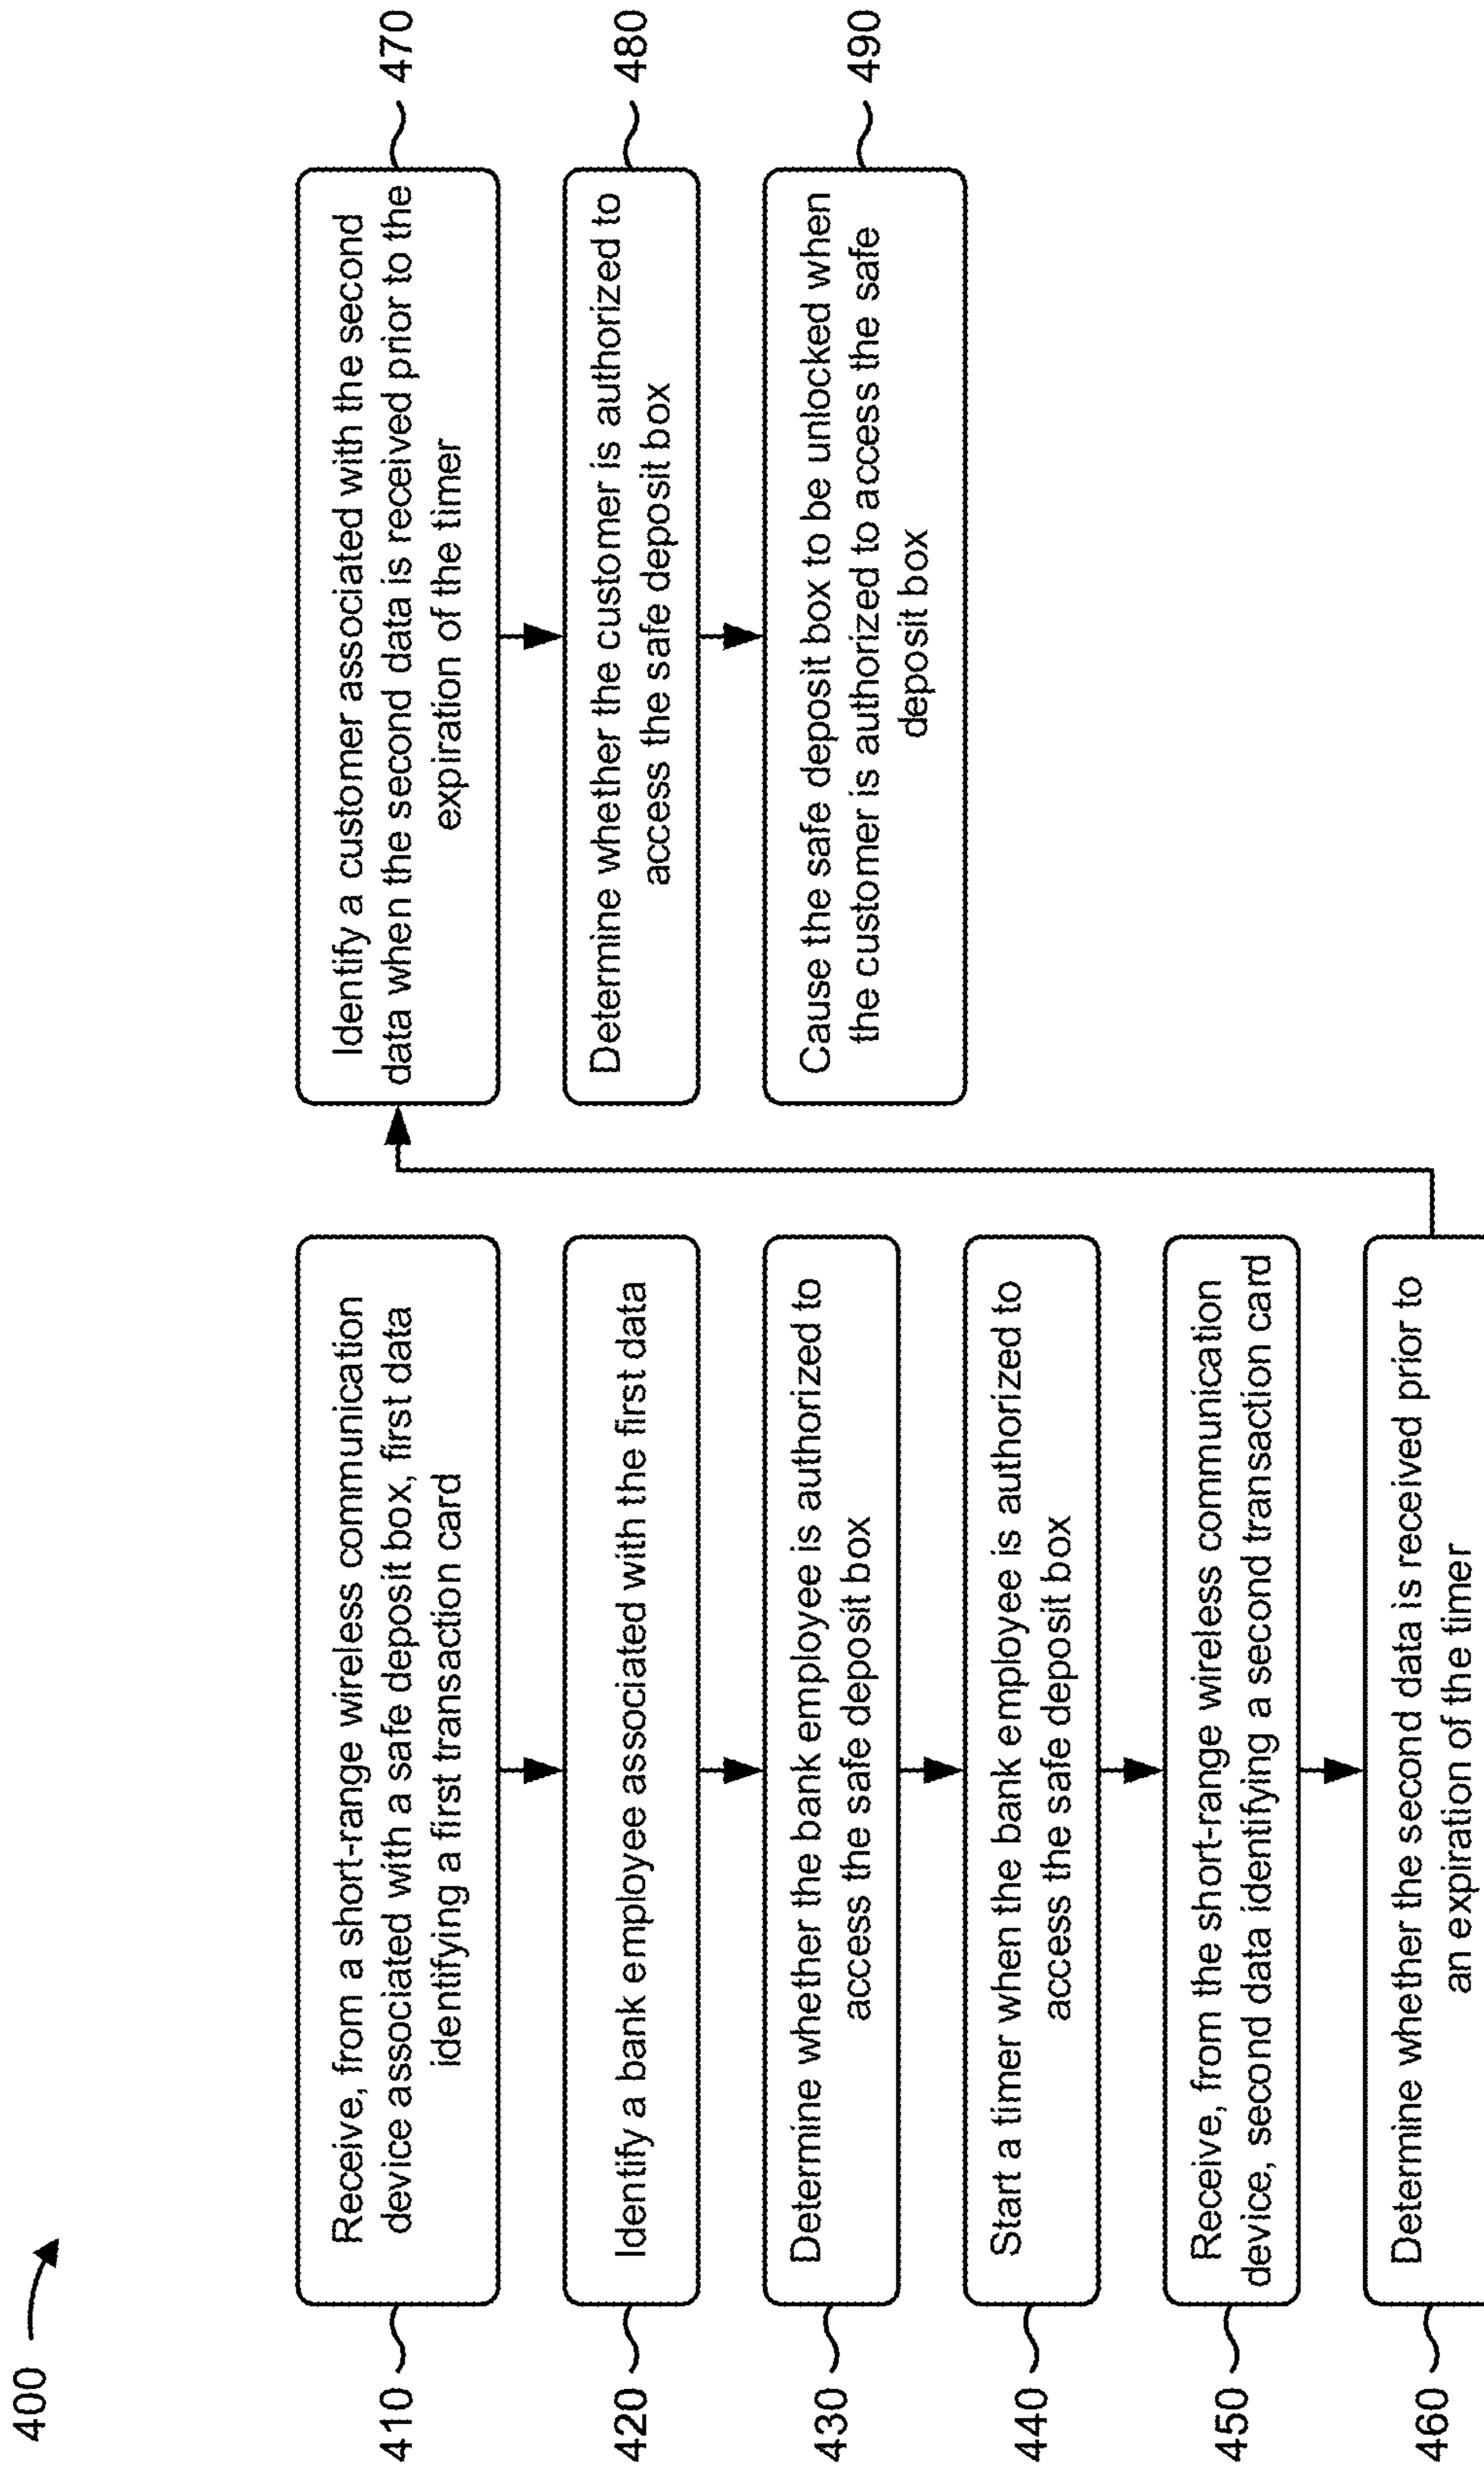 400
410
Receive, from a short-range wireless communication
device associated with a safe deposit box, first data
identifying a first transaction card
420
Identify a bank employee associated with the first data
430
Determine whether the bank employee is authorized to
access the safe deposit box
440
Start a timer when the bank employee is authorized to
access the safe deposit box
450
Receive, from the short-range wireless communication
device, second data identifying a second transaction card
460
Determine whether the second data is received prior to
an expiration of the timer
470
Identify a customer associated with the second
data when the second data is received prior to the
expiration of the timer
480
Determine whether the customer is authorized to
access the safe deposit box
490
Cause the safe deposit box to be unlocked when
the customer is authorized to access the safe
deposit box